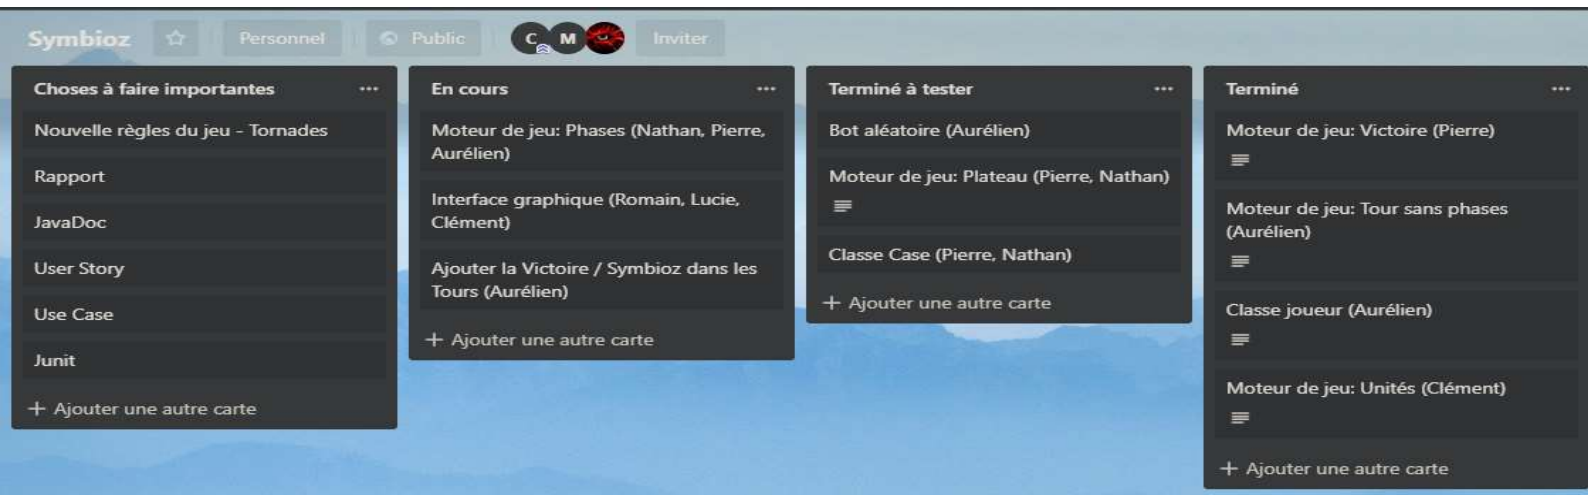 Symbioz
Personnel
Public
C
M
Inviter
Choses à faire importantes
Nouvelle règles du jeu - Tornades
Rapport
JavaDoc
User Story
Use Case
Junit
+ Ajouter une autre carte
En cours
Moteur de jeu: Phases (Nathan, Pierre,
Aurélien)
Interface graphique (Romain, Lucie,
Clément)
Ajouter la Victoire / Symbioz dans les
Tours (Aurélien)
+ Ajouter une autre carte
Terminé à tester
Bot aléatoire (Aurélien)
Moteur de jeu: Plateau (Pierre, Nathan)
Classe Case (Pierre, Nathan)
+ Ajouter une autre carte
Terminé
Moteur de jeu: Victoire (Pierre)
Moteur de jeu: Tour sans phases
(Aurélien)
Classe joueur (Aurélien)
Moteur de jeu: Unités (Clément)
+ Ajouter une autre carte